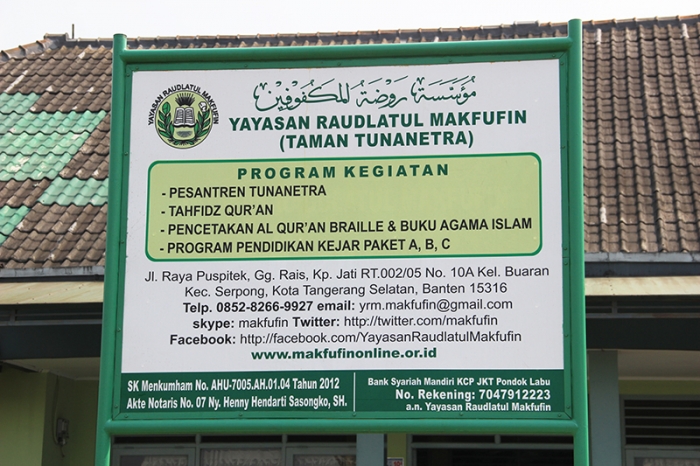 YAYASAN RAUDLATUL MAKFUFIN
مؤسسة روضة المكفوفين
YAYASAN RAUDLATUL MAKFUFIN
(TAMAN TUNANETRA)
PROGRAM KEGIATAN
- PESANTREN TUNANETRA
- TAHFIDZ QUR'AN
- PENCETAKAN AL QUR'AN BRAILLE & BUKU AGAMA ISLAM
- PROGRAM PENDIDIKAN KEJAR PAKET A, B, C
Jl. Raya Puspitek, Gg. Rais, Kp. Jati RT.002/05 No. 10A Kel. Buaran
Kec. Serpong, Kota Tangerang Selatan, Banten 15316
Telp. 0852-8266-9927 email: yrm.makfufin@gmail.com
skype: makfufin Twitter: http://twitter.com/makfufin
Facebook: http://facebook.com/YayasanRaudlatulMakfufin
www.makfufinonline.or.id
SK Menkumham No. AHU-7005.AH.01.04 Tahun 2012
Akte Notaris No. 07 Ny. Henny Hendarti Sasongko, SH.
Bank Syariah Mandiri KCP JKT Pondok Labu
No. Rekening: 7047912223
a.n. Yayasan Raudlatul Makfufin